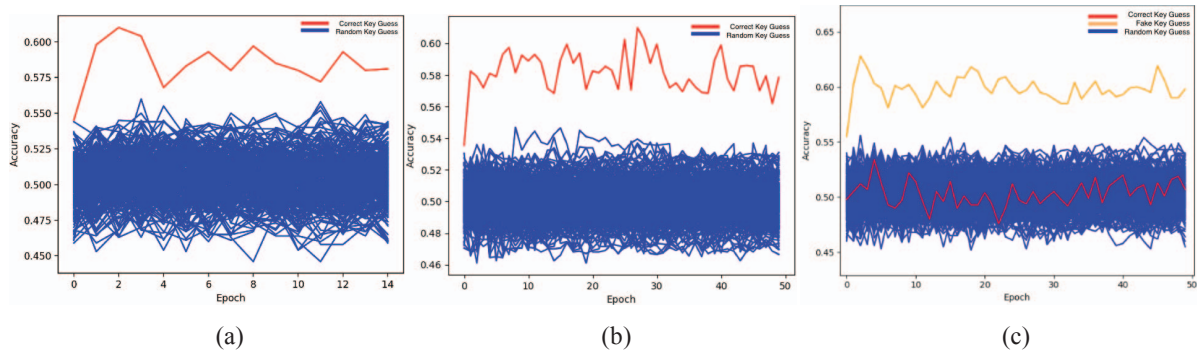 Correct Key Guess
Random Key Guess
0.600
0.575
0.550
0.525
0.500
0.475
0.450
Accuracy
0 2 4 6 8 10 12 14
Epoch
(a)
Correct Key Guess
Random Key Guess
0.60
0.58
0.56
0.54
0.52
0.50
0.48
0.46
Accuracy
0 10 20 30 40 50
Epoch
(b)
Correct Key Guess
Fake Key Guess
Random Key Guess
0.65
0.60
0.55
0.50
0.45
Accuracy
0 10 20 30 40 50
Epoch
(c)